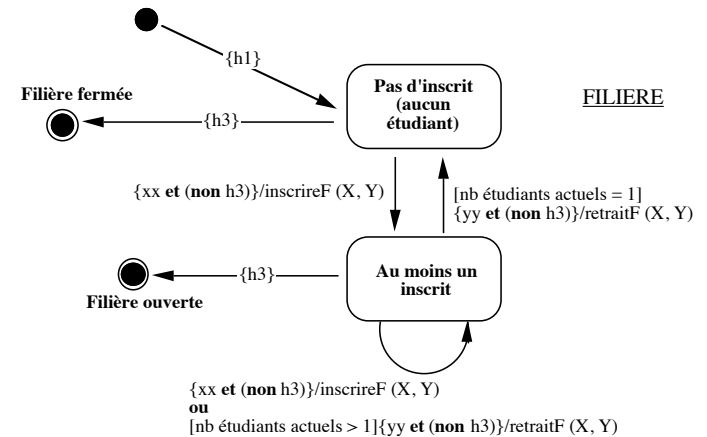 {h1}
Filière fermée
Pas d'inscrit
(aucun
étudiant)
FILIERE
{h3}
{xx et (non h3)}/inscrireF (X, Y)
[nb étudiants actuels = 1]
{yy et (non h3)}/retraitF (X, Y)
{h3}
Au moins un
inscrit
Filière ouverte
{xx et (non h3)}/inscrireF (X, Y)
ou
[nb étudiants actuels > 1]{yy et (non h3)}/retraitF (X, Y)